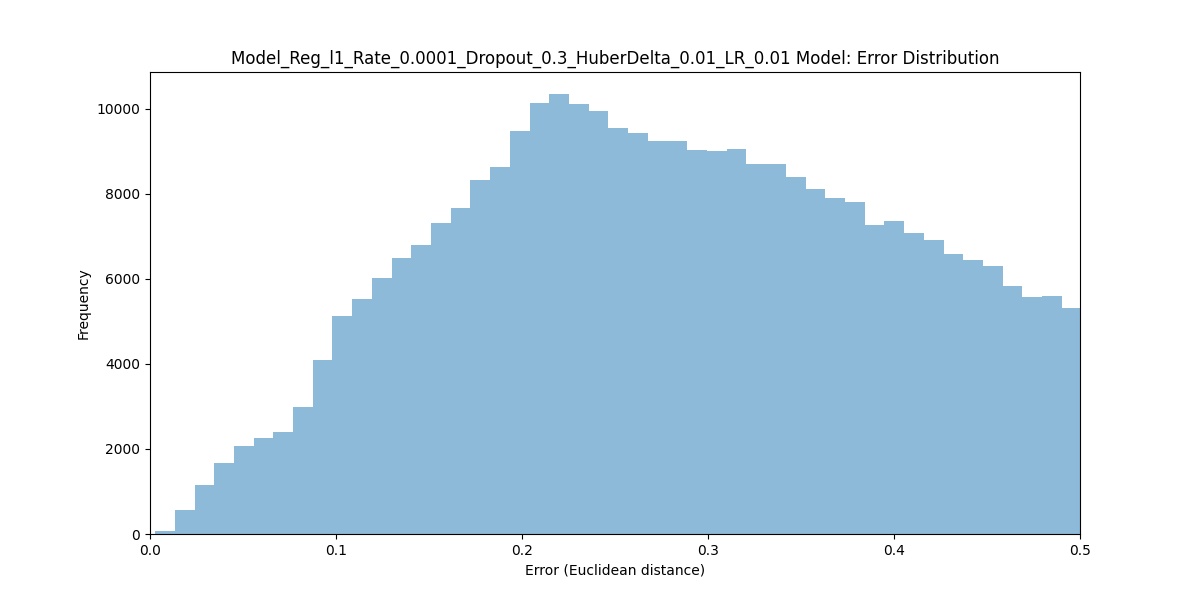 Model_Reg_l1_Rate_0.0001_Dropout_0.3_HuberDelta_0.01_LR_0.01 Model: Error Distribution
10000
8000
6000
4000
2000
0
Frequency
0.0 0.1 0.2 0.3 0.4 0.5
Error (Euclidean distance)